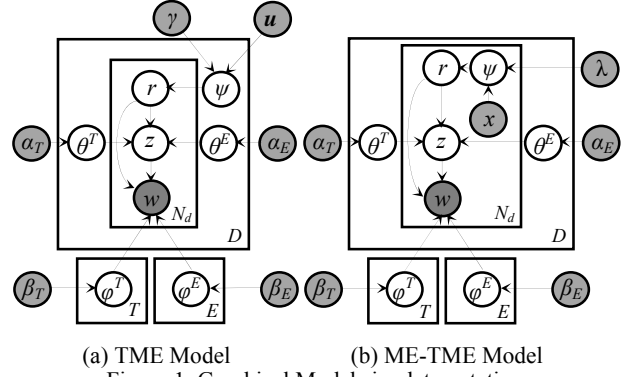 γ u
r ψ r ψ λ
x
α_T θ^T z θ^E α_E α_T θ^T z θ^E α_E
w w
N_d N_d
D D
β_T φ^T T φ^E E β_E β_T φ^T T φ^E E β_E
(a) TME Model (b) ME-TME Model